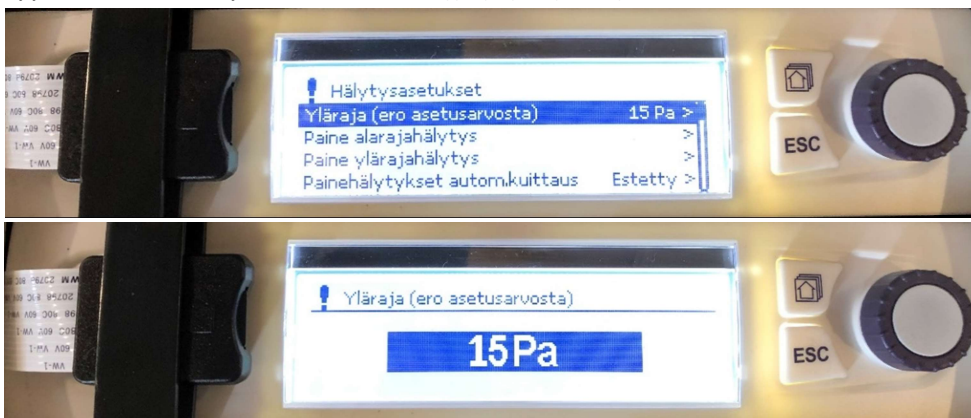 Hälytysasetukset
Yläraja (ero asetusarvosta) 15 Pa >
Paine alarajahälytys >
Paine ylärajahälytys >
Painehälytykset autom.kuittaus Estetty >
ESC
Yläraja (ero asetusarvosta)
15Pa
ESC